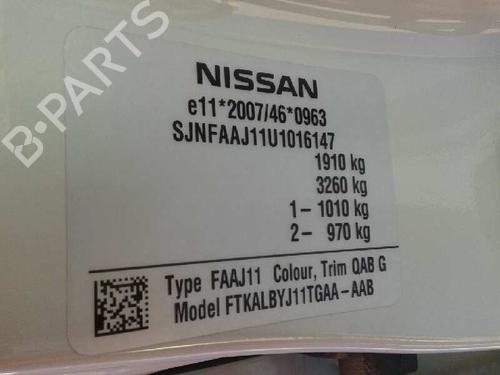 B-PARTS
NISSAN
e11*2007/46*0963
SJNFAAJ11U1016147
1910 kg
3260 kg
1- 1010 kg
2- 970 kg
Type FAAJ11 Colour, Trim QAB G
Model FTKALBYJ11TGAA-AAB